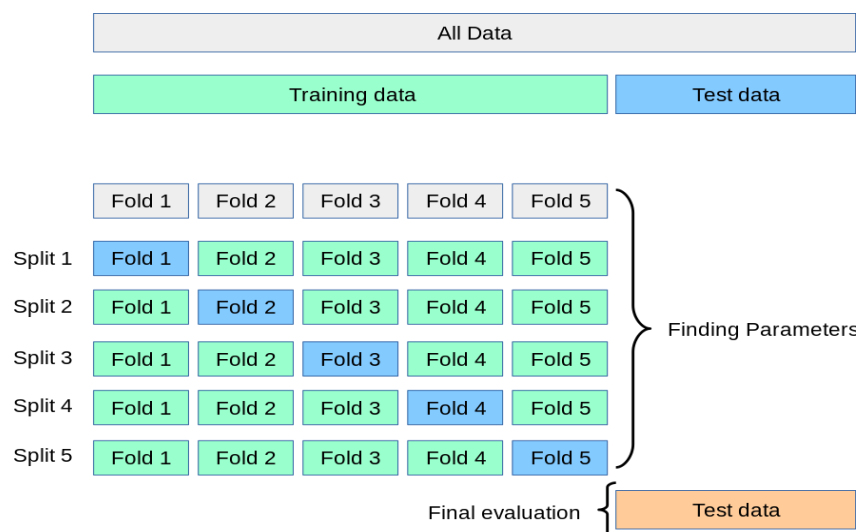 All Data
Training data Test data
Fold 1 Fold 2 Fold 3 Fold 4 Fold 5
Split 1 Fold 1 Fold 2 Fold 3 Fold 4 Fold 5
Split 2 Fold 1 Fold 2 Fold 3 Fold 4 Fold 5
Finding Parameters
Split 3 Fold 1 Fold 2 Fold 3 Fold 4 Fold 5
Split 4 Fold 1 Fold 2 Fold 3 Fold 4 Fold 5
Split 5 Fold 1 Fold 2 Fold 3 Fold 4 Fold 5
Final evaluation Test data